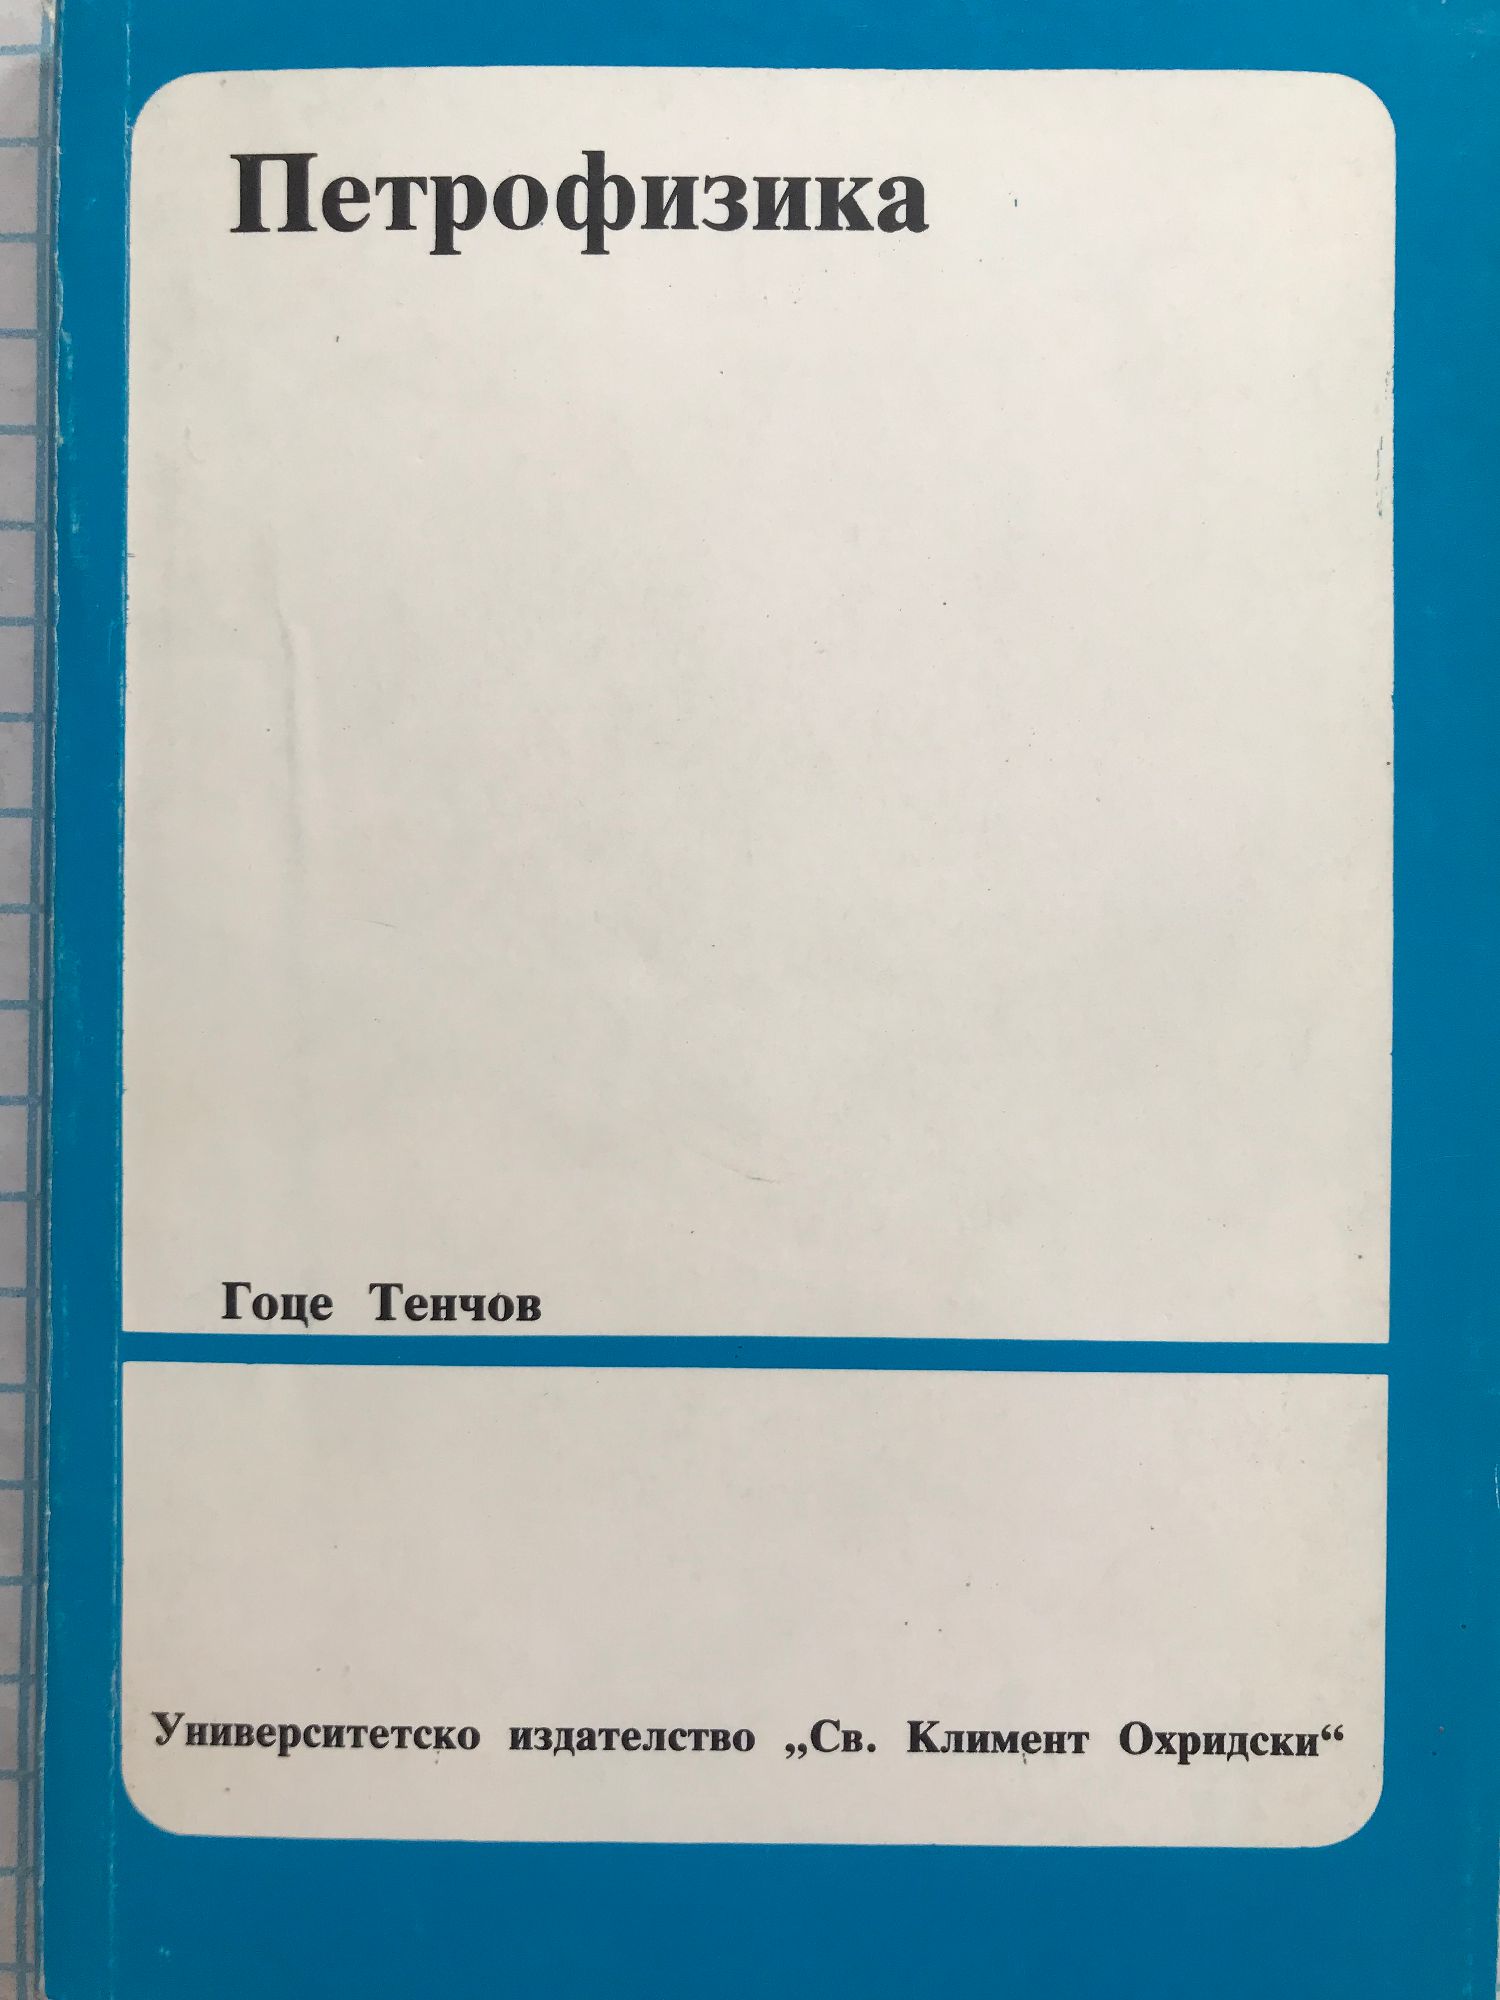 Петрофизика
Гоце Тенчов
Университетско издателство „Св. Климент Охридски“